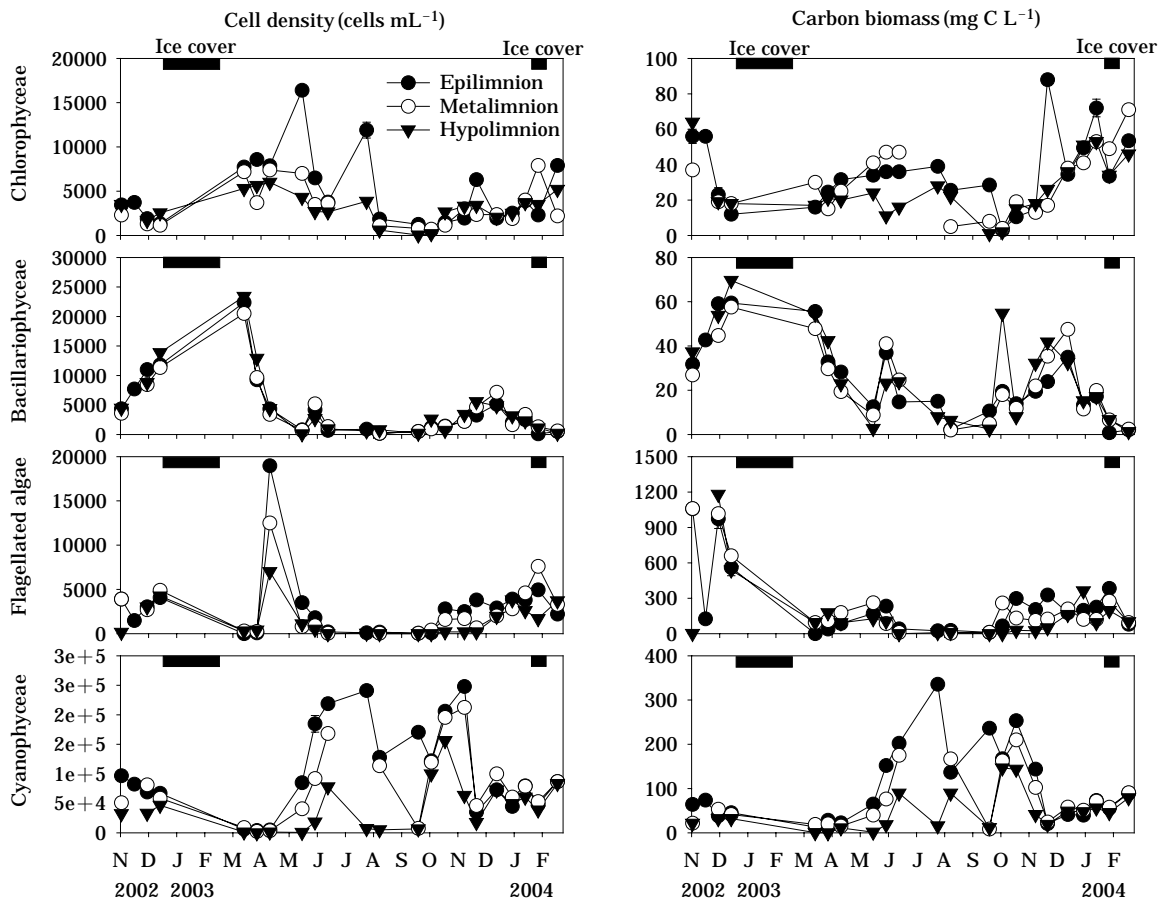 Cell density (cells mL⁻¹)
Carbon biomass (mg C L⁻¹)
Ice cover
Ice cover
Ice cover
Ice cover
Chlorophyceae
20000
15000
10000
5000
0
Epilimnion
Metalimnion
Hypolimnion
100
80
60
40
20
0
Bacillariophyceae
30000
25000
20000
15000
10000
5000
0
80
60
40
20
0
Flagellated algae
20000
15000
10000
5000
0
1500
1200
900
600
300
0
Cyanophyceae
3e+5
3e+5
2e+5
2e+5
1e+5
5e+4
0
400
300
200
100
0
N D J F M A M J J A S O N D J F
2002 2003 2004
N D J F M A M J J A S O N D J F
2002 2003 2004